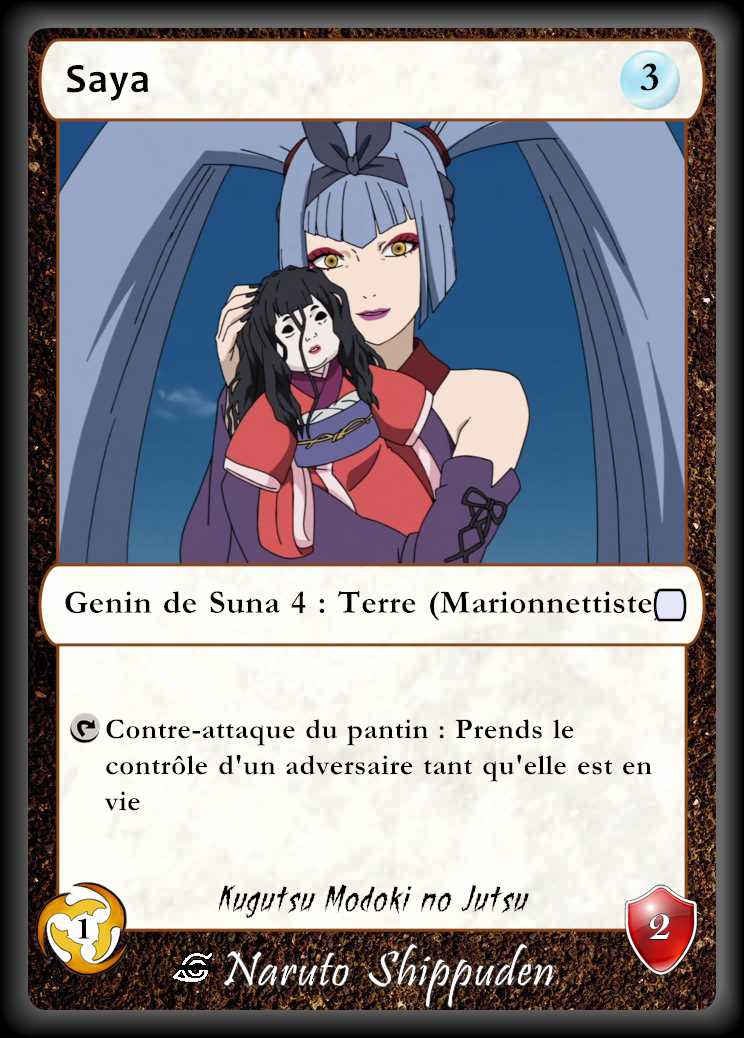 Saya
3
Genin de Suna 4 : Terre (Marionnettiste)
Contre-attaque du pantin : Prends le
contrôle d'un adversaire tant qu'elle est en
vie
Kugutsu Modoki no Jutsu
1
2
Naruto Shippuden